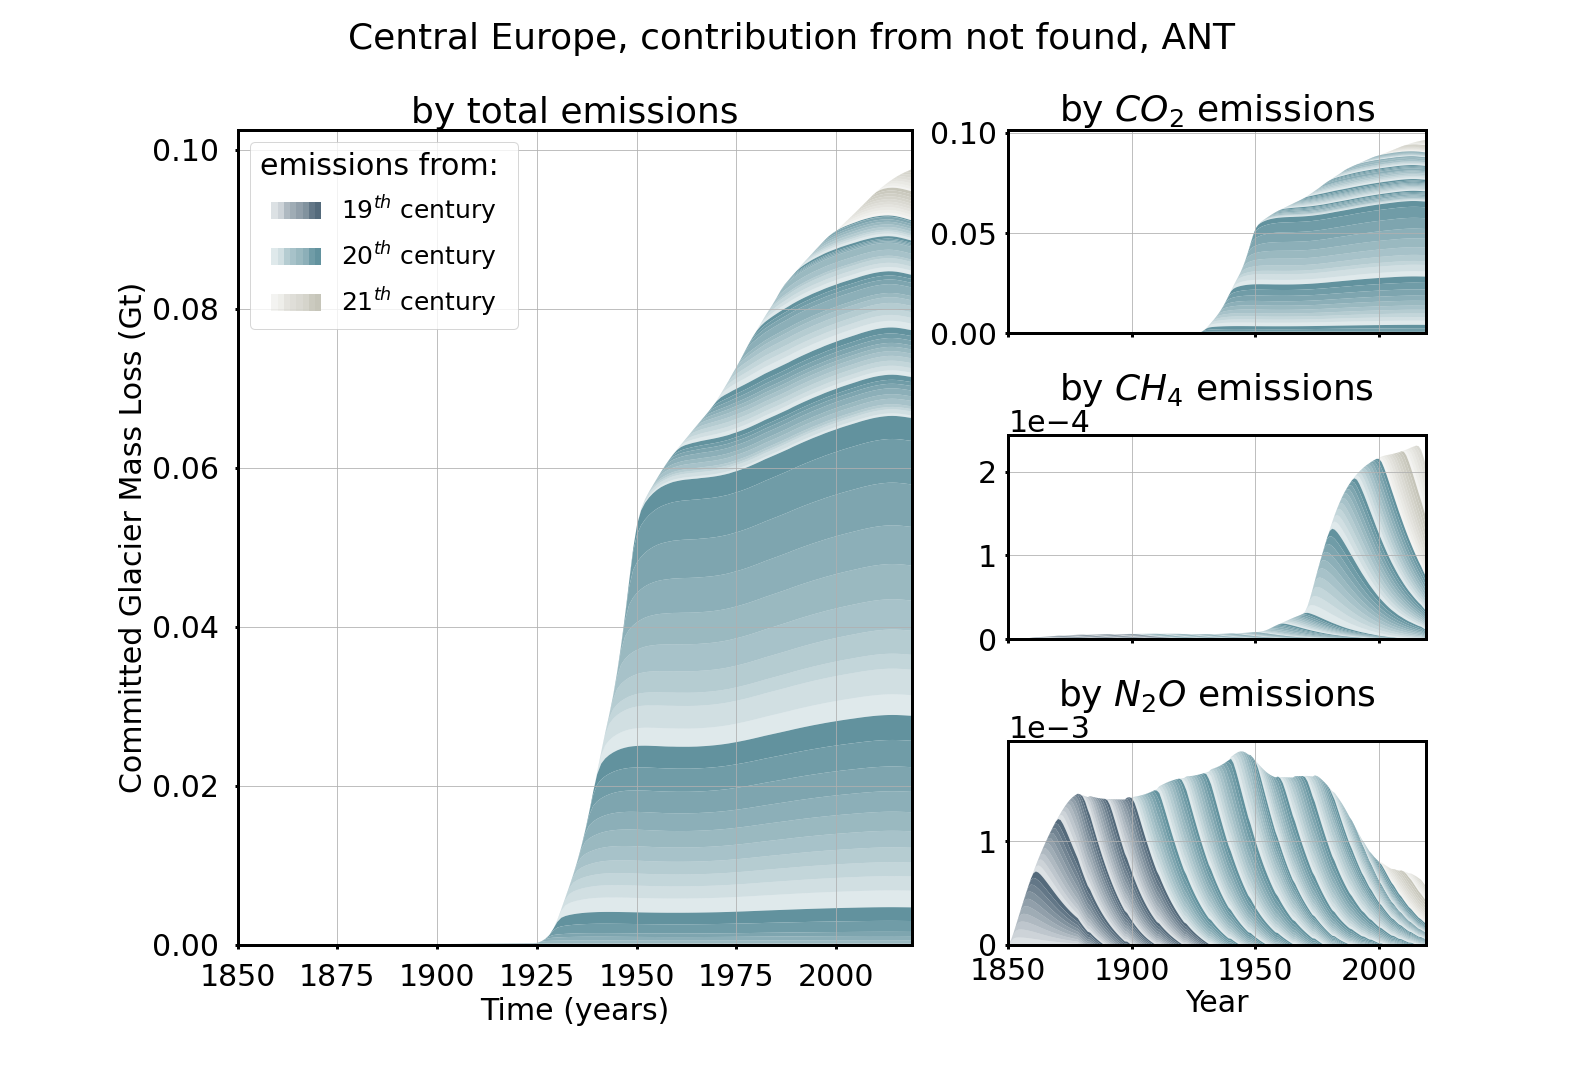 Central Europe, contribution from not found, ANT
by total emissions
Committed Glacier Mass Loss (Gt)
0.10
0.08
0.06
0.04
0.02
0.00
emissions from:
19th century
20th century
21th century
1850 1875 1900 1925 1950 1975 2000
Time (years)
by CO2 emissions
0.10
0.05
0.00
by CH4 emissions
1e−4
2
1
0
by N2O emissions
1e−3
1
0
1850 1900 1950 2000
Year